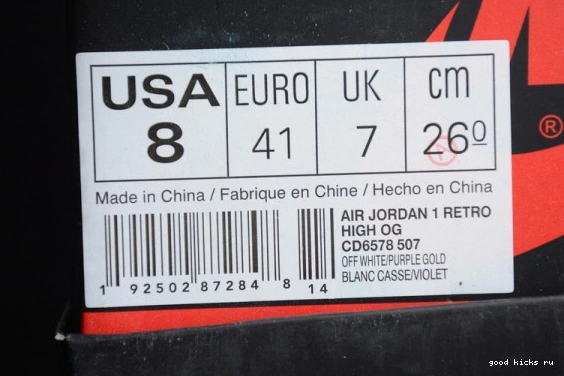 USA EURO UK cm
8 41 7 26º
Made in China / Fabrique en Chine / Hecho en China
AIR JORDAN 1 RETRO
HIGH OG
CD6578 507
OFF WHITE/PURPLE GOLD
BLANC CASSE/VIOLET
1 92502 87284 8 14
®
good kicks ru